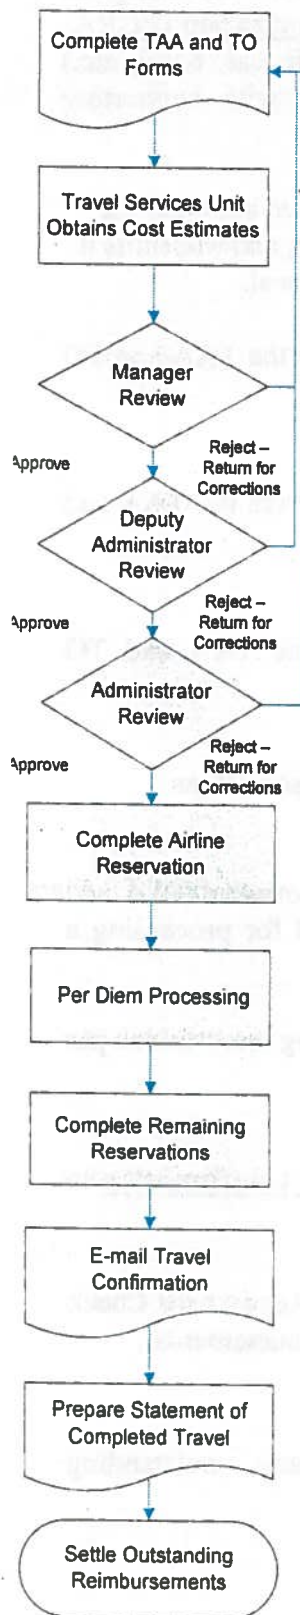 Complete TAA and TO
Forms
Travel Services Unit
Obtains Cost Estimates
Manager
Review
Approve
Reject –
Return for
Corrections
Deputy
Administrator
Review
Approve
Reject –
Return for
Corrections
Administrator
Review
Approve
Reject –
Return for
Corrections
Complete Airline
Reservation
Per Diem Processing
Complete Remaining
Reservations
E-mail Travel
Confirmation
Prepare Statement of
Completed Travel
Settle Outstanding
Reimbursements